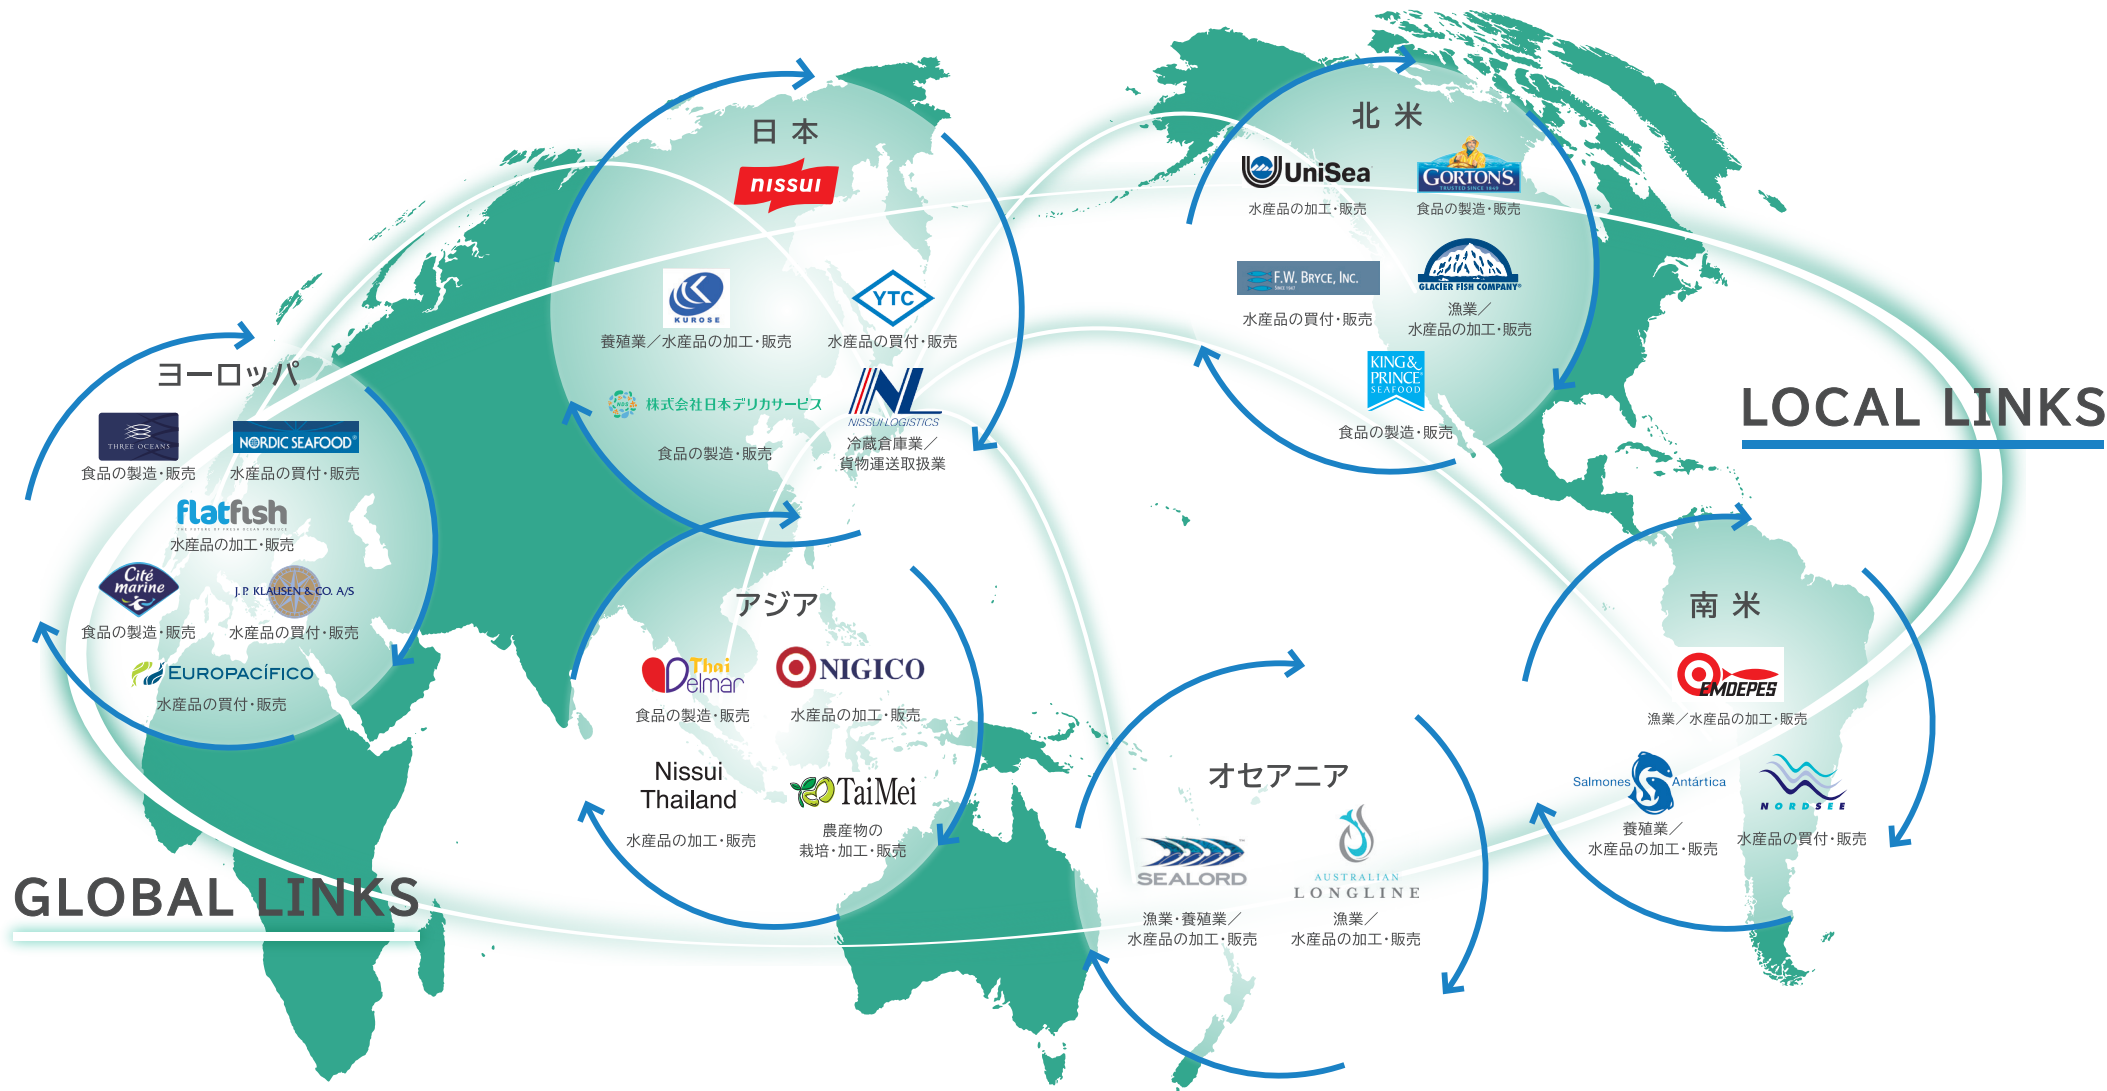 日本
nissui
KUROSE
養殖業／水産品の加工・販売
YTC
水産品の買付・販売
株式会社日本デリカサービス
食品の製造・販売
NL
NISSUI LOGISTICS
冷蔵倉庫業／
貨物運送取扱業
北米
UniSea
水産品の加工・販売
GORTON'S
TRUSTED SINCE 1849
食品の製造・販売
F.W. BRYCE, INC.
SINCE 1947
水産品の買付・販売
GLACIER FISH COMPANY®
漁業／
水産品の加工・販売
KING &
PRINCE®
SEAFOOD
食品の製造・販売
LOCAL LINKS
ヨーロッパ
THREE OCEANS
食品の製造・販売
NORDIC SEAFOOD®
水産品の買付・販売
flatfish
THE FUTURE OF FRESH OCEAN PRODUCE
水産品の加工・販売
Cité
marine
食品の製造・販売
J.P. KLAUSEN & CO. A/S
水産品の買付・販売
EUROPACÍFICO
水産品の買付・販売
アジア
Thai
Delmar
食品の製造・販売
NIGICO
水産品の加工・販売
Nissui
Thailand
水産品の加工・販売
TaiMei
農産物の
栽培・加工・販売
オセアニア
SEALORD
漁業・養殖業／
水産品の加工・販売
AUSTRALIAN
LONGLINE
漁業／
水産品の加工・販売
南米
EMDEPES
漁業／水産品の加工・販売
Salmones Antártica
養殖業／
水産品の加工・販売
NORDSEE
水産品の買付・販売
GLOBAL LINKS